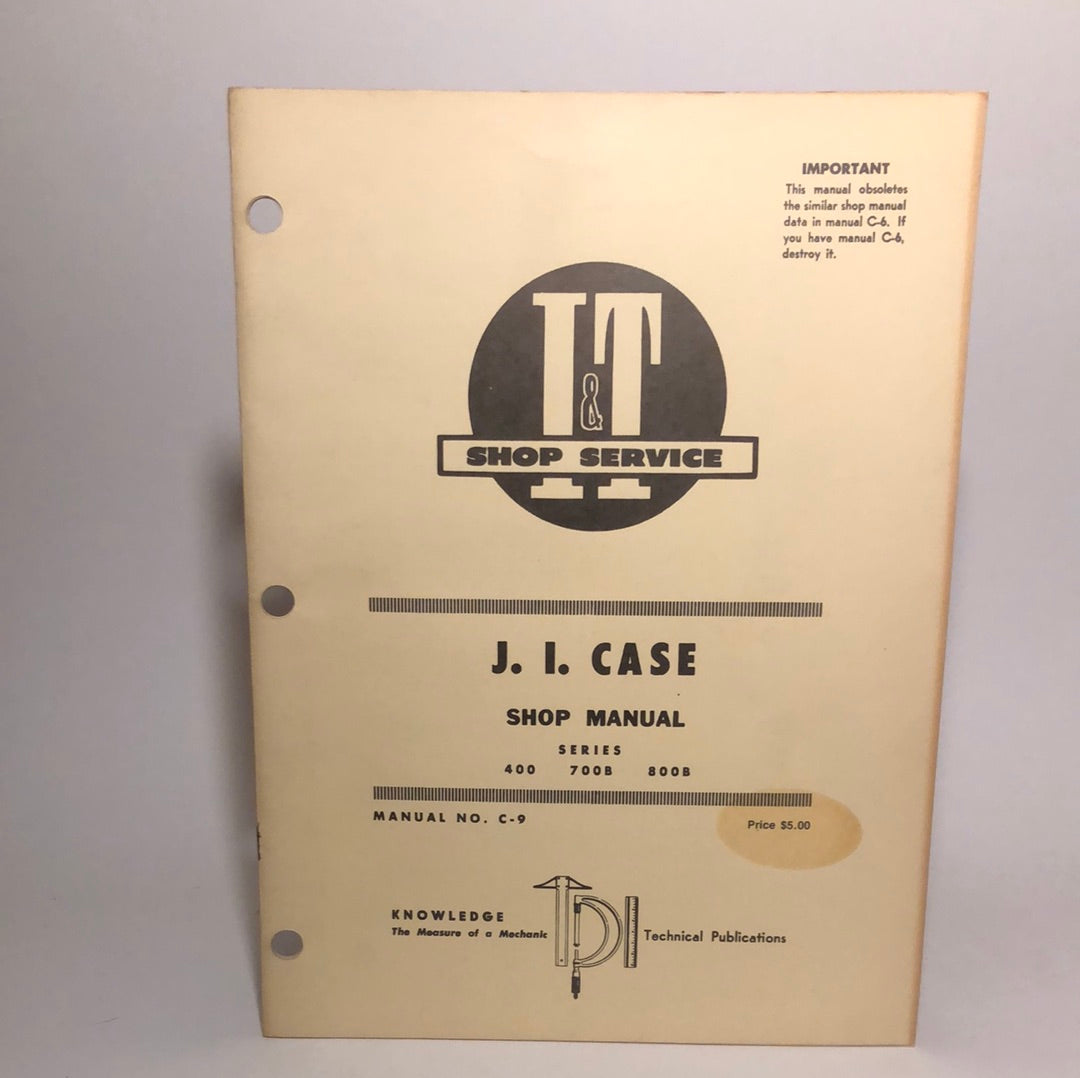 IMPORTANT
This manual obsoletes
the similar shop manual
data in manual C-6. If
you have manual C-6,
destroy it.
I&T
SHOP SERVICE
J. I. CASE
SHOP MANUAL
SERIES
400 700B 800B
MANUAL NO. C-9
Price $5.00
KNOWLEDGE
The Measure of a Mechanic
TPI
Technical Publications